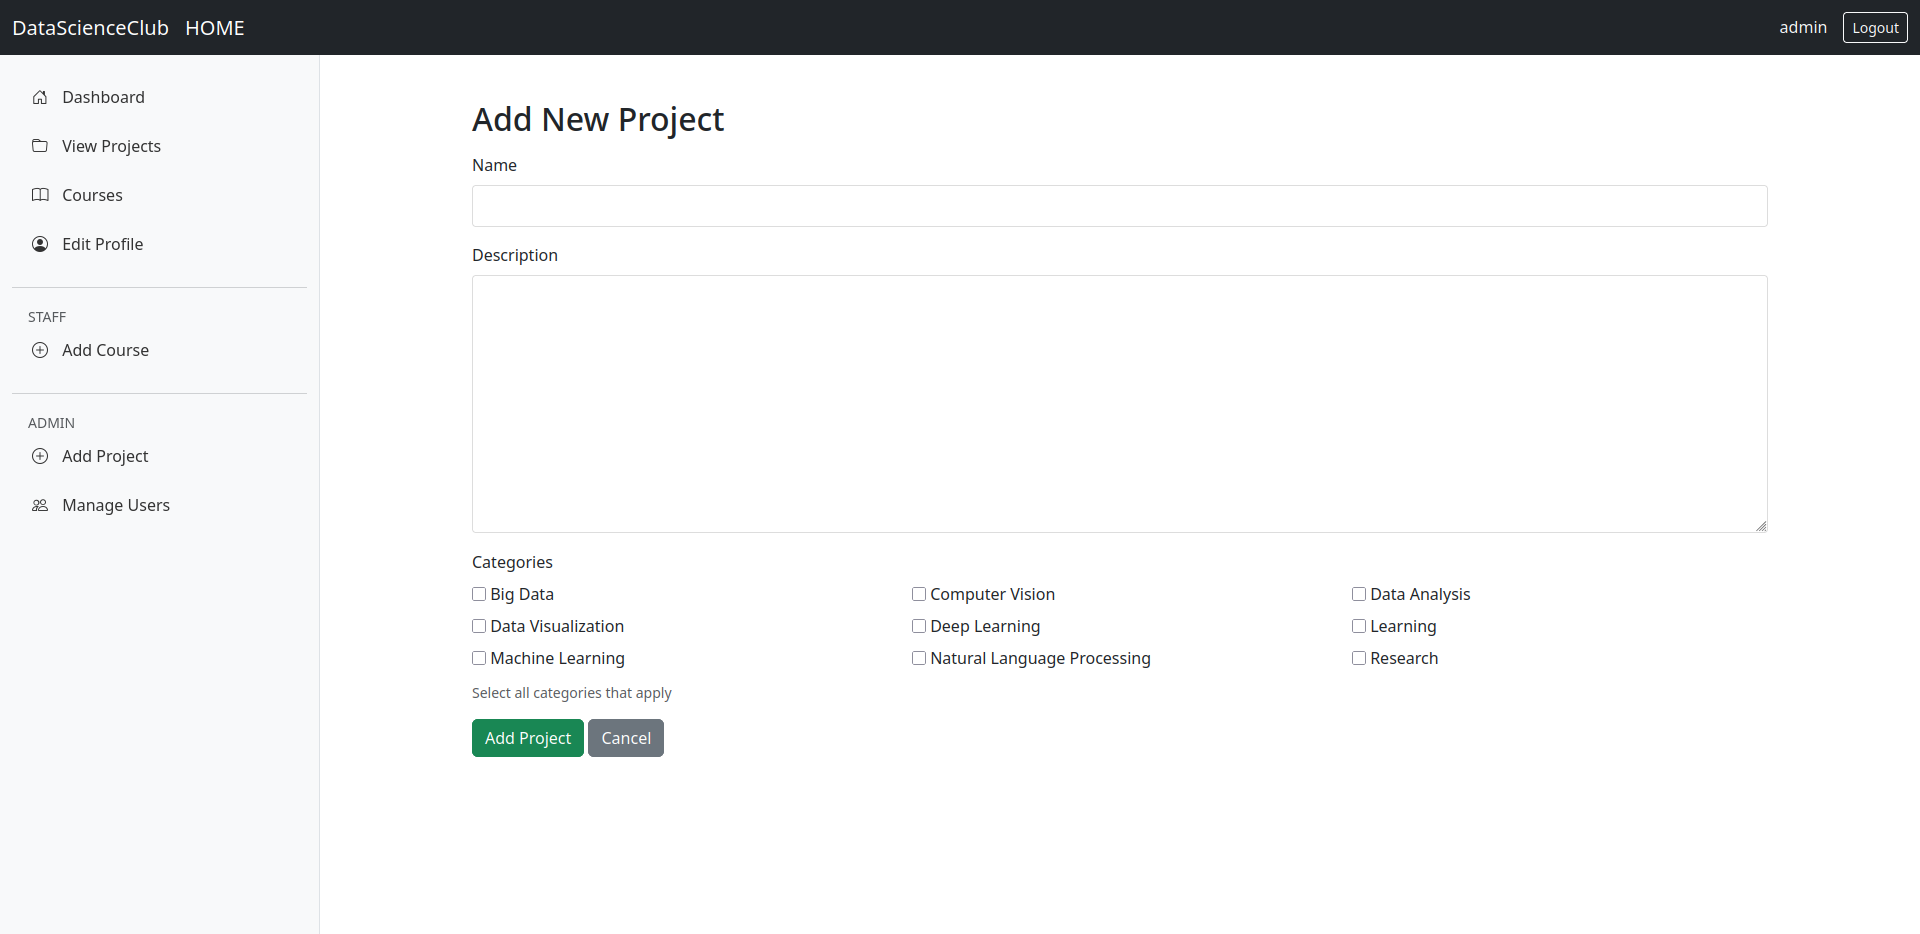 DataScienceClub HOME admin Logout
Dashboard
View Projects
Courses
Edit Profile
STAFF
Add Course
ADMIN
Add Project
Manage Users
Add New Project
Name
Description
Categories
Big Data Computer Vision Data Analysis
Data Visualization Deep Learning Learning
Machine Learning Natural Language Processing Research
Select all categories that apply
Add Project Cancel